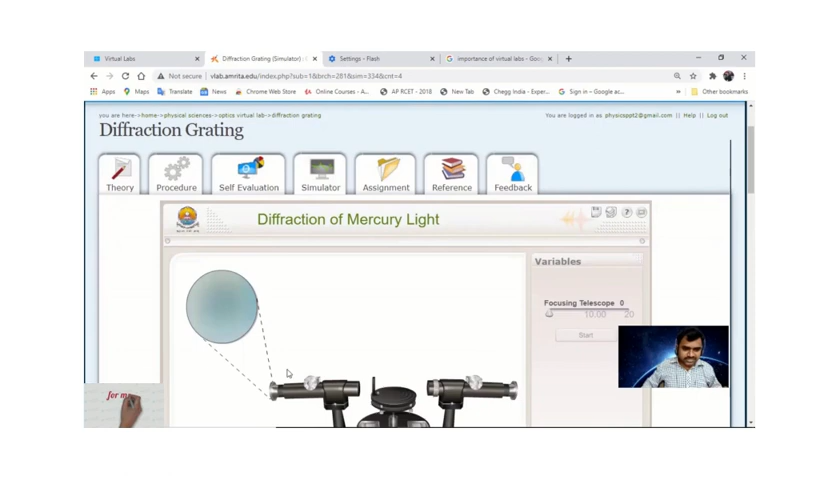 Virtual Labs
Diffraction Grating (Simulator) :
Settings - Flash
importance of virtual labs - Goog
Not secure | vlab.amrita.edu/index.php?sub=1&brch=281&sim=334&cnt=4
Apps Maps Translate News Chrome Web Store Online Courses - A... AP RCET - 2018 New Tab Chegg India - Exper... Sign in – Google ac... » Other bookmarks
you are here->home->physical sciences->optics virtual lab->diffraction grating
You are logged in as physicsppt2@gmail.com || Help || Log out
Diffraction Grating
Theory Procedure Self Evaluation Simulator Assignment Reference Feedback
Diffraction of Mercury Light
Variables
Focusing Telescope 0
10.00 20
Start